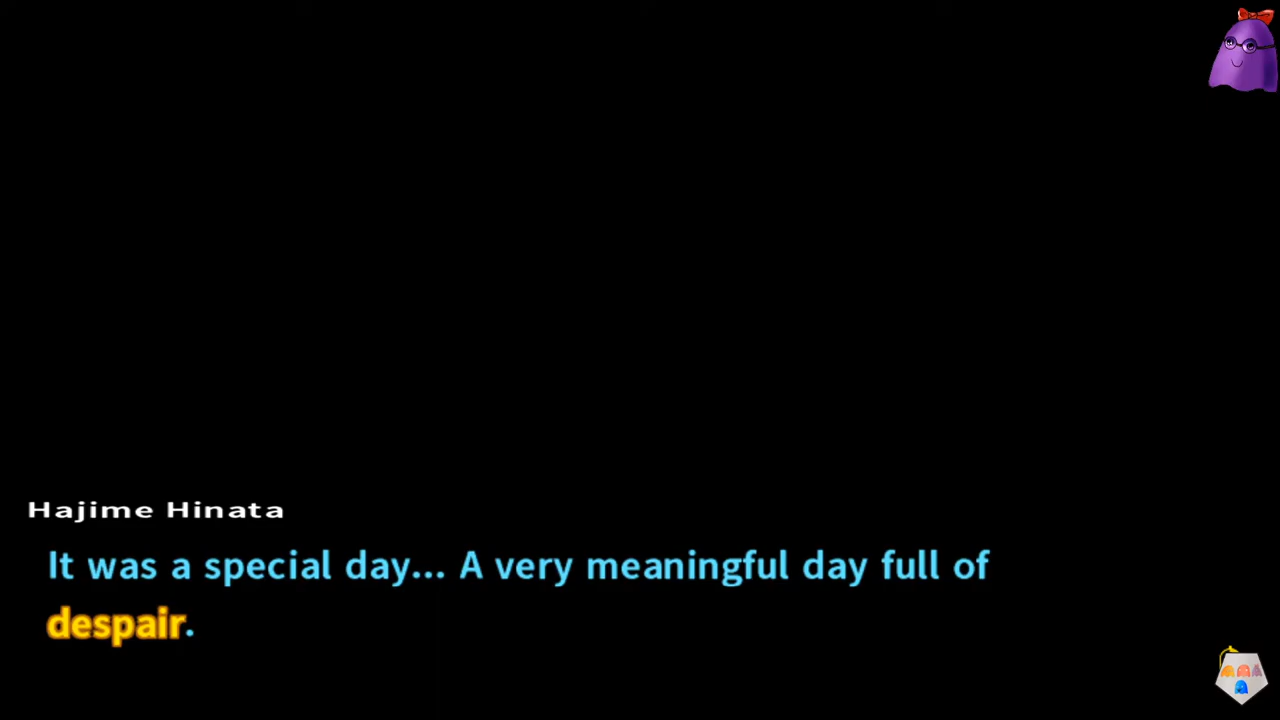 Hajime Hinata
It was a special day... A very meaningful day full of
despair.